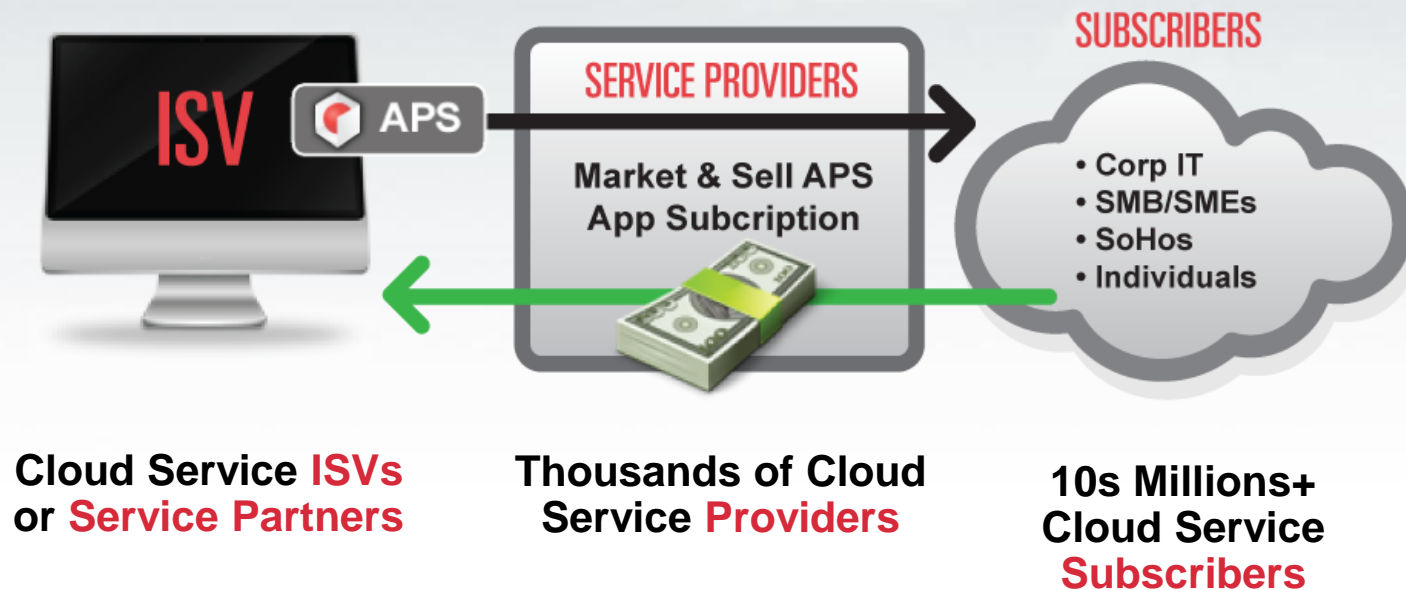 ISV
APS
SERVICE PROVIDERS
Market & Sell APS
App Subcription
100
SUBSCRIBERS
• Corp IT
• SMB/SMEs
• SoHos
• Individuals
Cloud Service ISVs
or Service Partners
Thousands of Cloud
Service Providers
10s Millions+
Cloud Service
Subscribers